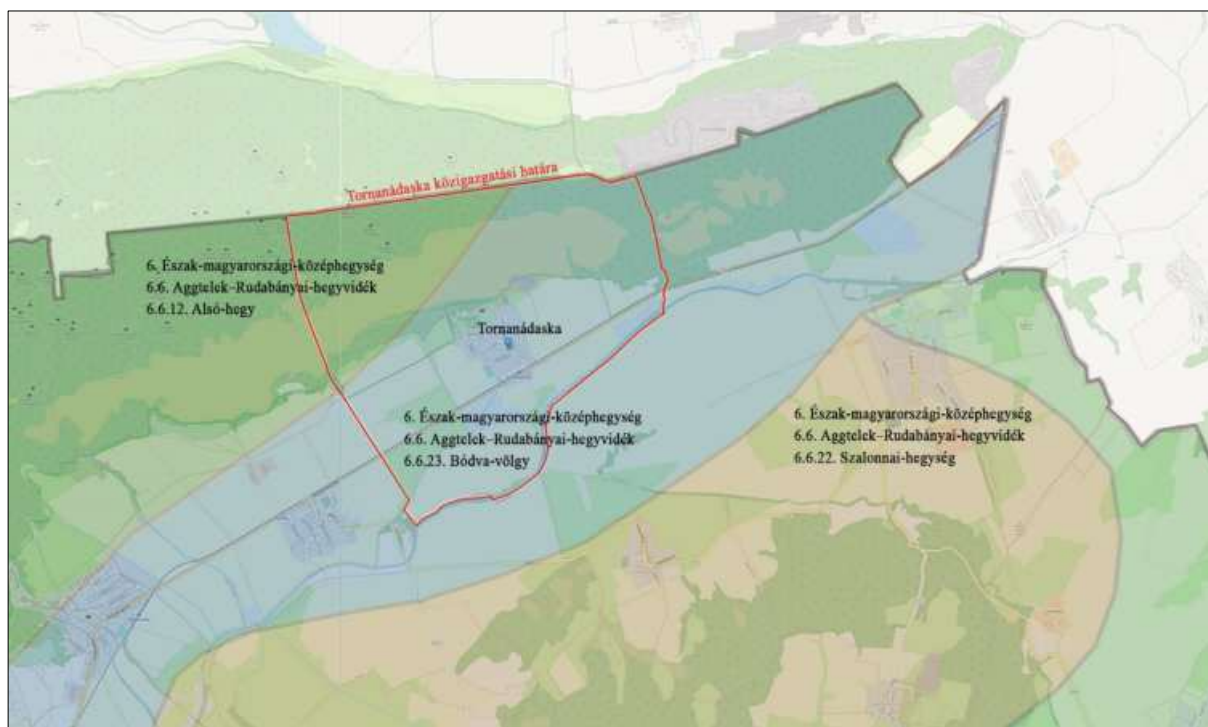 Tornanádaska közigazgatási határa
6. Észak-magyarországi-középhegység
6.6. Aggtelek–Rudabányai-hegyvidék
6.6.12. Alsó-hegy
Tornanádaska
6. Észak-magyarországi-középhegység
6.6. Aggtelek–Rudabányai-hegyvidék
6.6.23. Bódva-völgy
6. Észak-magyarországi-középhegység
6.6. Aggtelek–Rudabányai-hegyvidék
6.6.22. Szalonnai-hegység